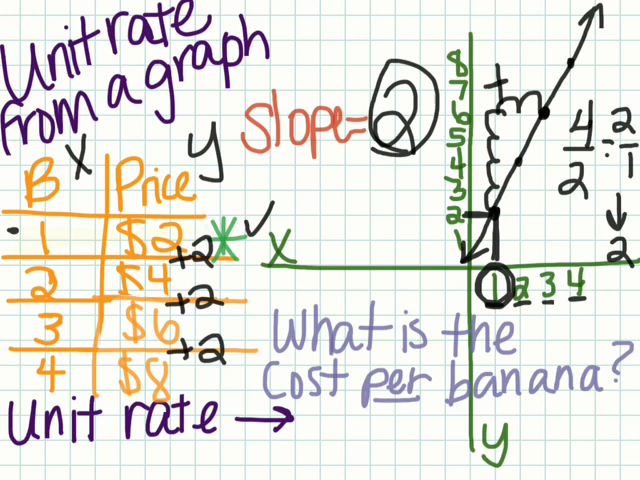 Unit rate
from a graph
Slope=2
x y
B Price
1 $2
+2
2 $4
+2
3 $6
+2
4 $8
Unit rate →
x
8
7
6
5
4
3
2
1
1 2 3 4
+
4/2 = 2/1
2
What is the
cost per banana?
y